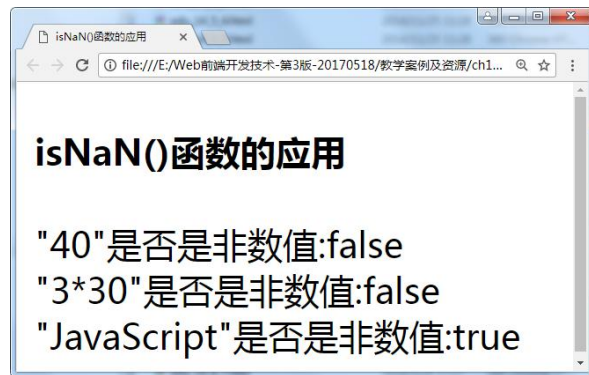 isNaN()函数的应用
file:///E:/Web前端开发技术-第3版-20170518/教学案例及资源/ch1...
isNaN()函数的应用
"40"是否是非数值:false
"3*30"是否是非数值:false
"JavaScript"是否是非数值:true